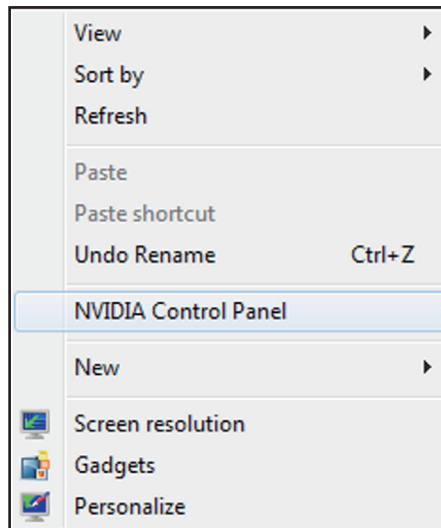 View
Sort by
Refresh
Paste
Paste shortcut
Undo Rename Ctrl+Z
NVIDIA Control Panel
New
Screen resolution
Gadgets
Personalize